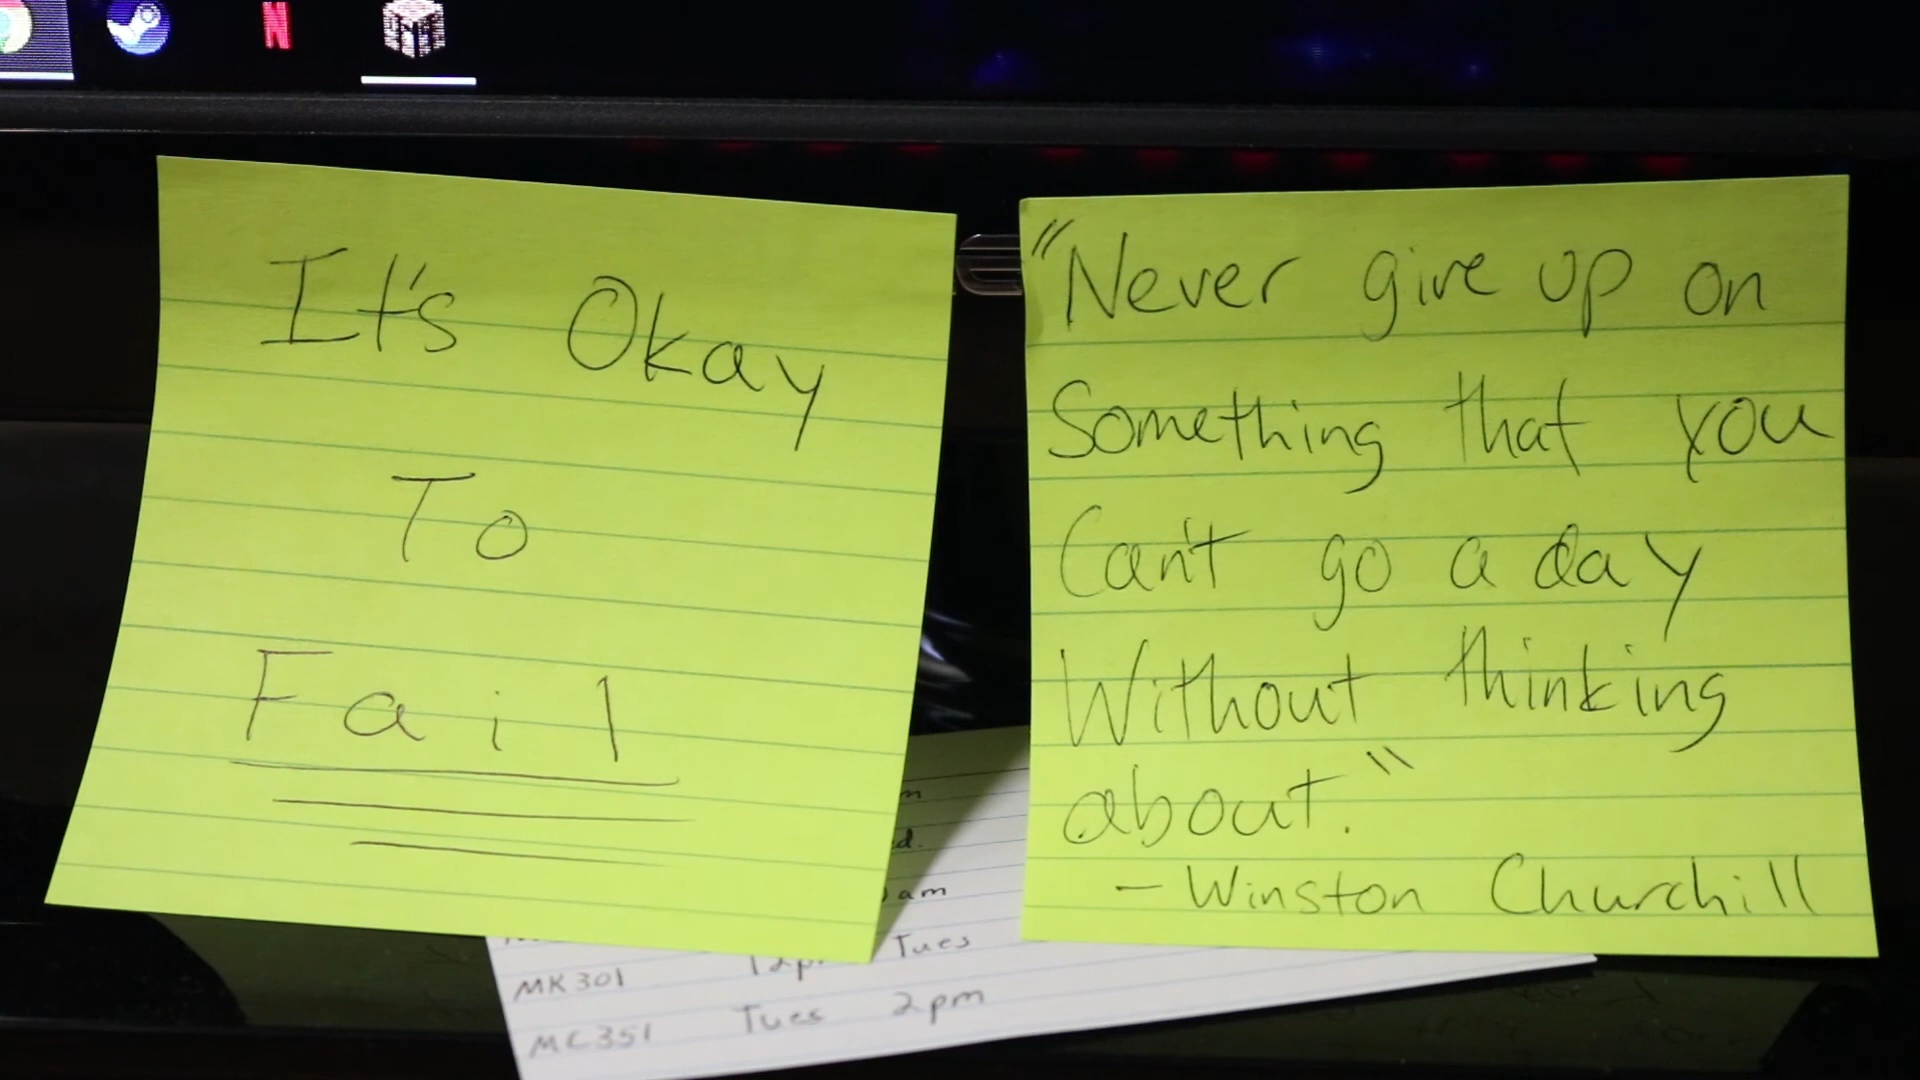 It's Okay
To
Fail
"Never give up on
Something that you
Can't go a day
Without thinking
about."
- Winston Churchill
am
Tues
MK301
MC351 Tues 2pm